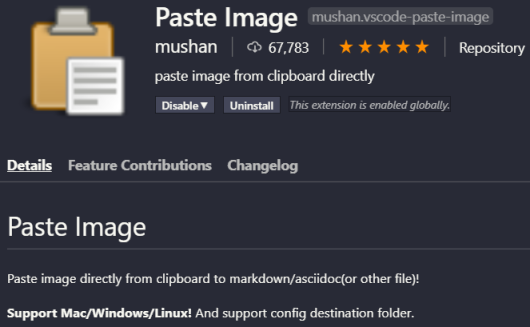 Paste Image mushan.vscode-paste-image
mushan 67,783 Repository
paste image from clipboard directly
Disable▼ Uninstall This extension is enabled globally.
Details Feature Contributions Changelog
Paste Image
Paste image directly from clipboard to markdown/asciidoc(or other file)!
Support Mac/Windows/Linux! And support config destination folder.